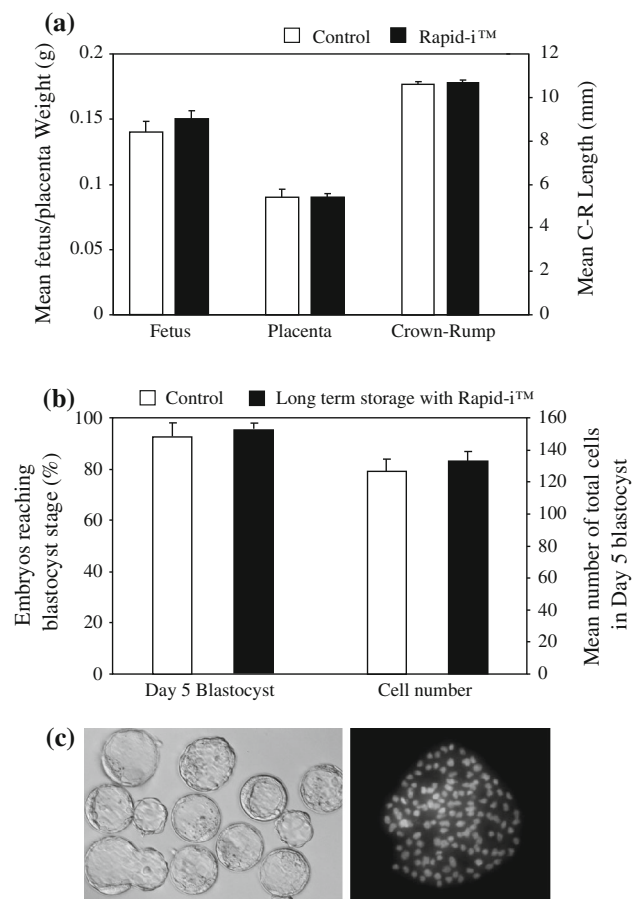 (a)
Control Rapid-i™
Mean fetus/placenta Weight (g)
0.2
0.15
0.1
0.05
0
12
10
8
6
4
2
0
Mean C-R Length (mm)
Fetus Placenta Crown-Rump
(b)
Control Long term storage with Rapid-i™
Embryos reaching
blastocyst stage (%)
100
80
60
40
20
0
160
140
120
100
80
60
40
20
0
Mean number of total cells
in Day 5 blastocyst
Day 5 Blastocyst Cell number
(c)